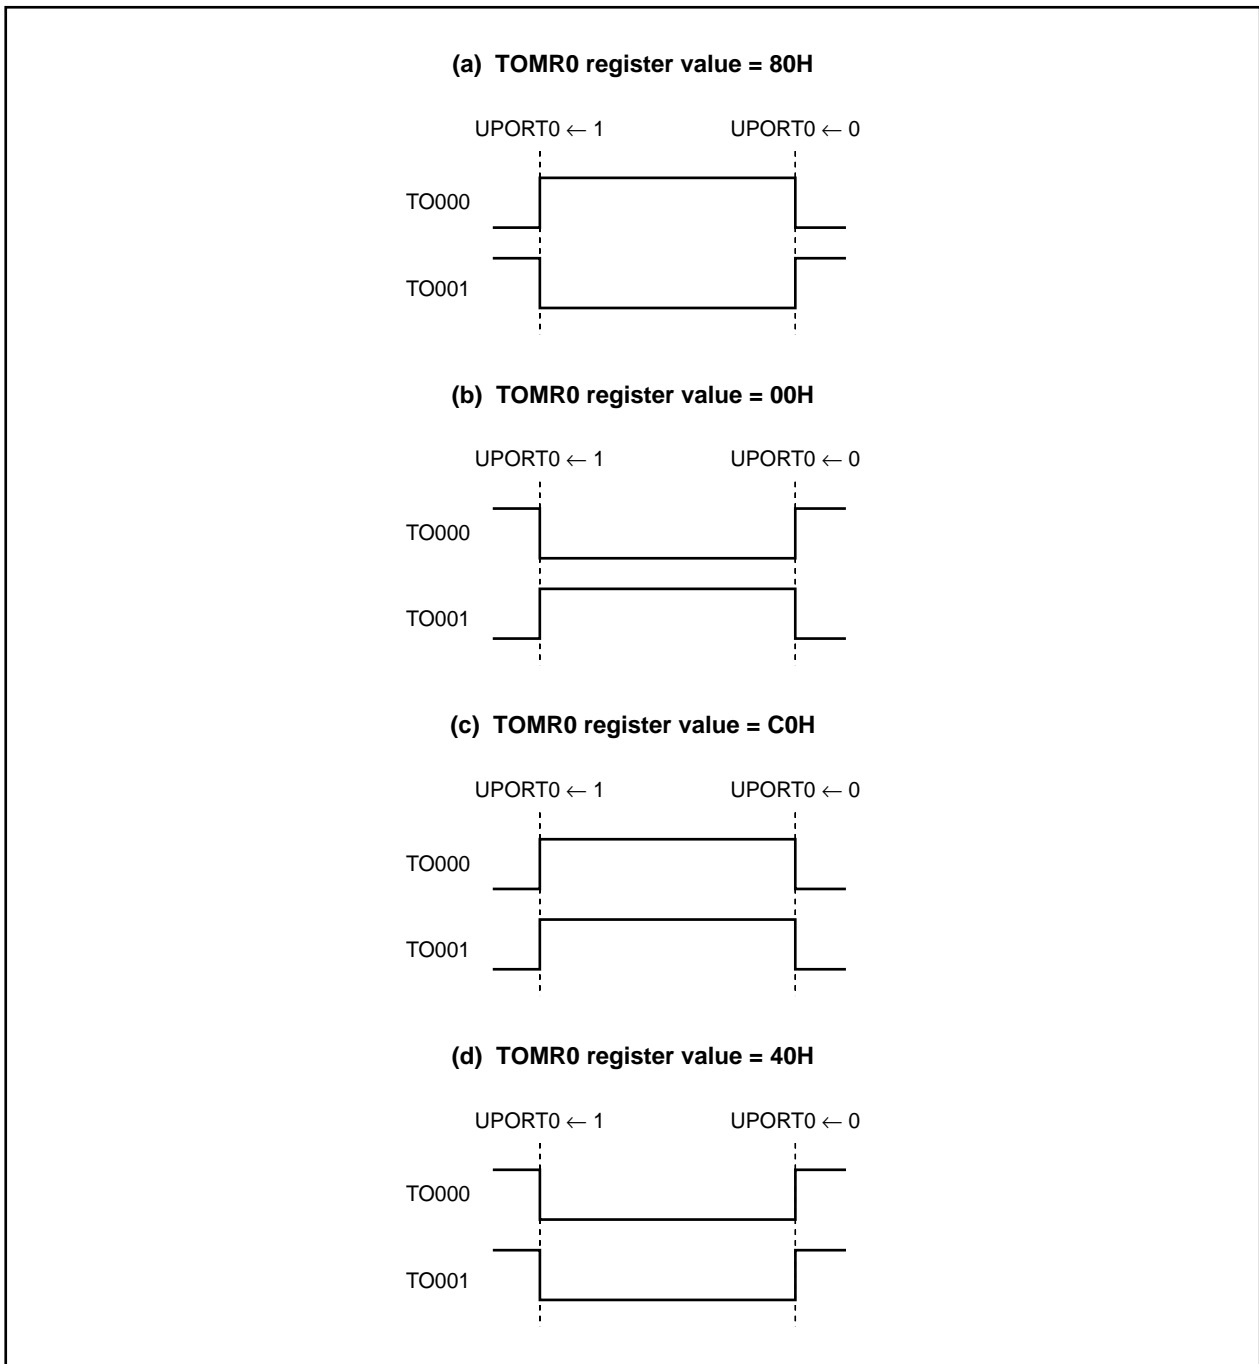 (a) TOMR0 register value = 80H
UPORT0 ← 1 UPORT0 ← 0
TO000
TO001
(b) TOMR0 register value = 00H
UPORT0 ← 1 UPORT0 ← 0
TO000
TO001
(c) TOMR0 register value = C0H
UPORT0 ← 1 UPORT0 ← 0
TO000
TO001
(d) TOMR0 register value = 40H
UPORT0 ← 1 UPORT0 ← 0
TO000
TO001